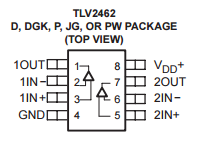 TLV2462
D, DGK, P, JG, OR PW PACKAGE
(TOP VIEW)
1OUT 1 8 VDD+
1IN− 2 7 2OUT
1IN+ 3 6 2IN−
GND 4 5 2IN+